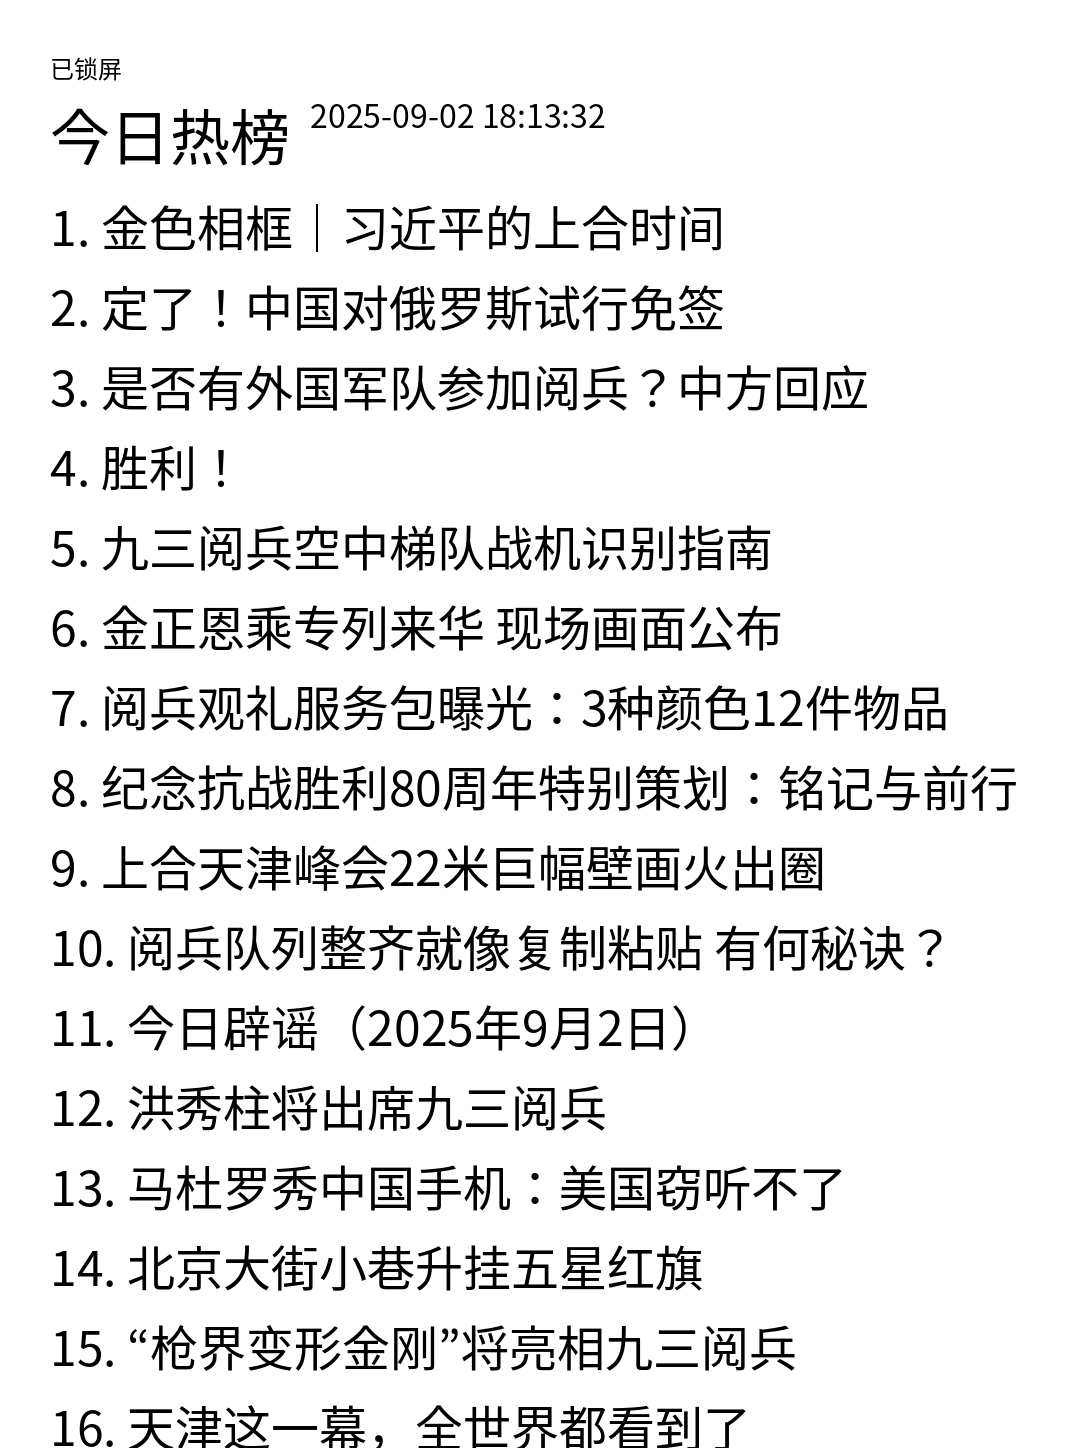 已锁屏
今日热榜 2025-09-02 18:13:32
1. 金色相框｜习近平的上合时间
2. 定了！中国对俄罗斯试行免签
3. 是否有外国军队参加阅兵？中方回应
4. 胜利！
5. 九三阅兵空中梯队战机识别指南
6. 金正恩乘专列来华 现场画面公布
7. 阅兵观礼服务包曝光：3种颜色12件物品
8. 纪念抗战胜利80周年特别策划：铭记与前行
9. 上合天津峰会22米巨幅壁画火出圈
10. 阅兵队列整齐就像复制粘贴 有何秘诀？
11. 今日辟谣（2025年9月2日）
12. 洪秀柱将出席九三阅兵
13. 马杜罗秀中国手机：美国窃听不了
14. 北京大街小巷升挂五星红旗
15. “枪界变形金刚”将亮相九三阅兵
16. 天津这一幕，全世界都看到了